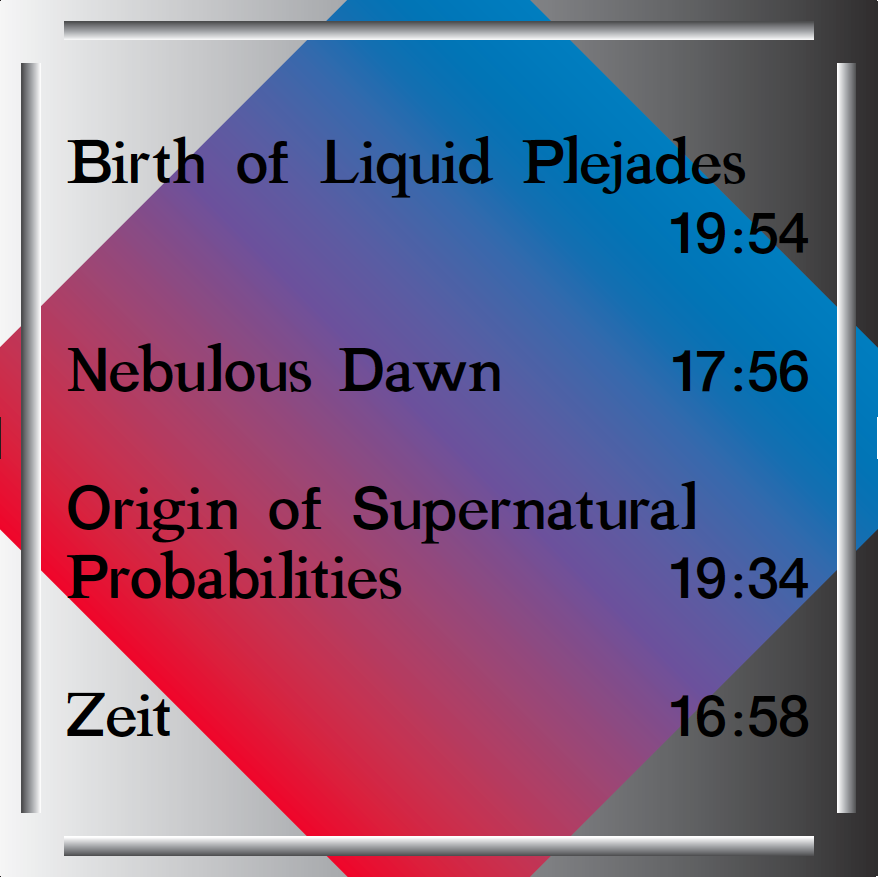 Birth of Liquid Plejades
19:54
Nebulous Dawn 17:56
Origin of Supernatural
Probabilities 19:34
Zeit 16:58